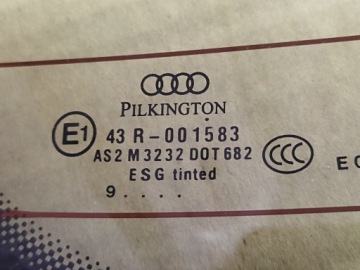 PILKINGTON
E1 43 R-001583
AS2 M3232 DOT 682 CCC
ESG tinted
9 . . . .